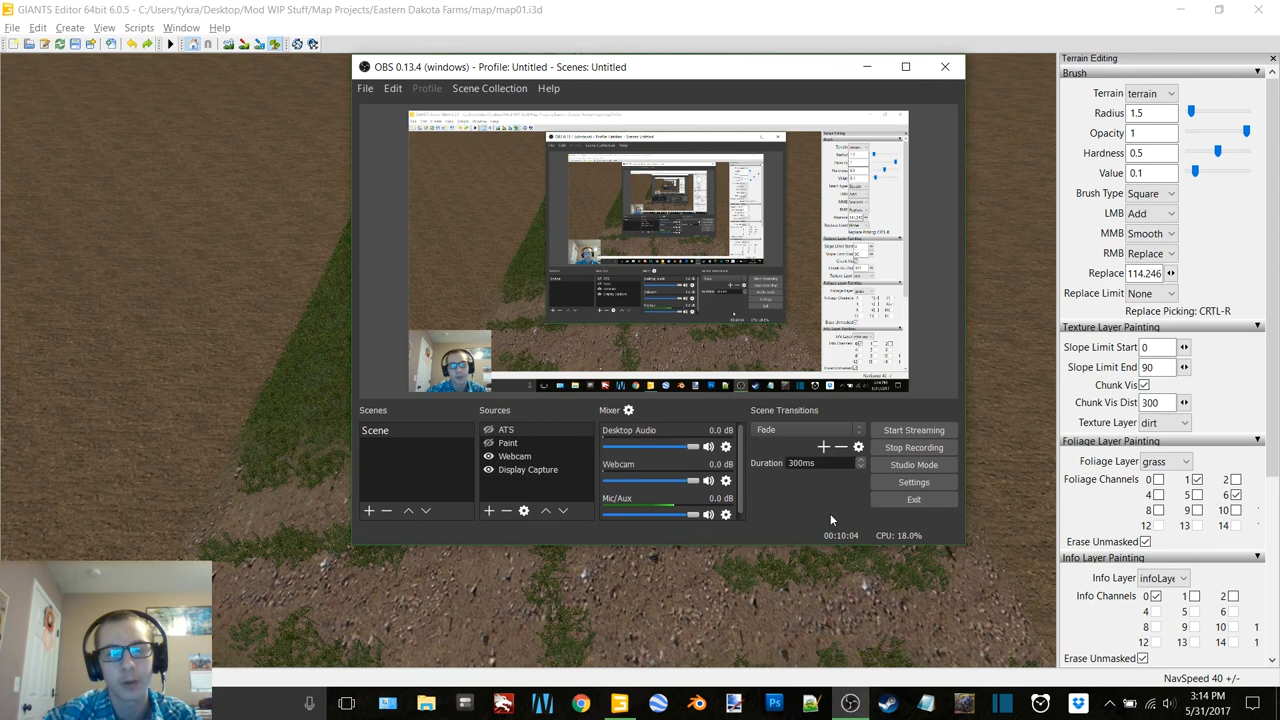 GIANTS Editor 64bit 6.0.5 - C:/Users/tykra/Desktop/Mod WIP Stuff/Map Projects/Eastern Dakota Farms/map/map01.i3d
File Edit Create View Scripts Window Help
OBS 0.13.4 (windows) - Profile: Untitled - Scenes: Untitled
File Edit Profile Scene Collection Help
Scenes
Scene
Sources
ATS
Paint
Webcam
Display Capture
Mixer
Desktop Audio 0.0 dB
Webcam 0.0 dB
Mic/Aux 0.0 dB
Scene Transitions
Fade
Duration 300ms
Start Streaming
Stop Recording
Studio Mode
Settings
Exit
00:10:04 CPU: 18.0%
Terrain Editing
Brush
Terrain terrain
Radius 1.5
Opacity 1
Hardness 0.5
Value 0.1
Brush Type Square
LMB Add
MMB Smooth
RMB Replace
Replace 114.246
Replace Limit None
Replace Picking: CRTL-R
Texture Layer Painting
Slope Limit Start 0
Slope Limit End 90
Chunk Vis
Chunk Vis Dist 300
Texture Layer dirt
Foliage Layer Painting
Foliage Layer grass
Foliage Channels 0 1 2
4 5 6
8 9 10
12 13 14
Erase Unmasked
Info Layer Painting
Info Layer infoLaye
Info Channels 0 1 2
4 5 6
8 9 10 1
12 13 14 1
Erase Unmasked
NavSpeed 40 +/-
3:14 PM
5/31/2017